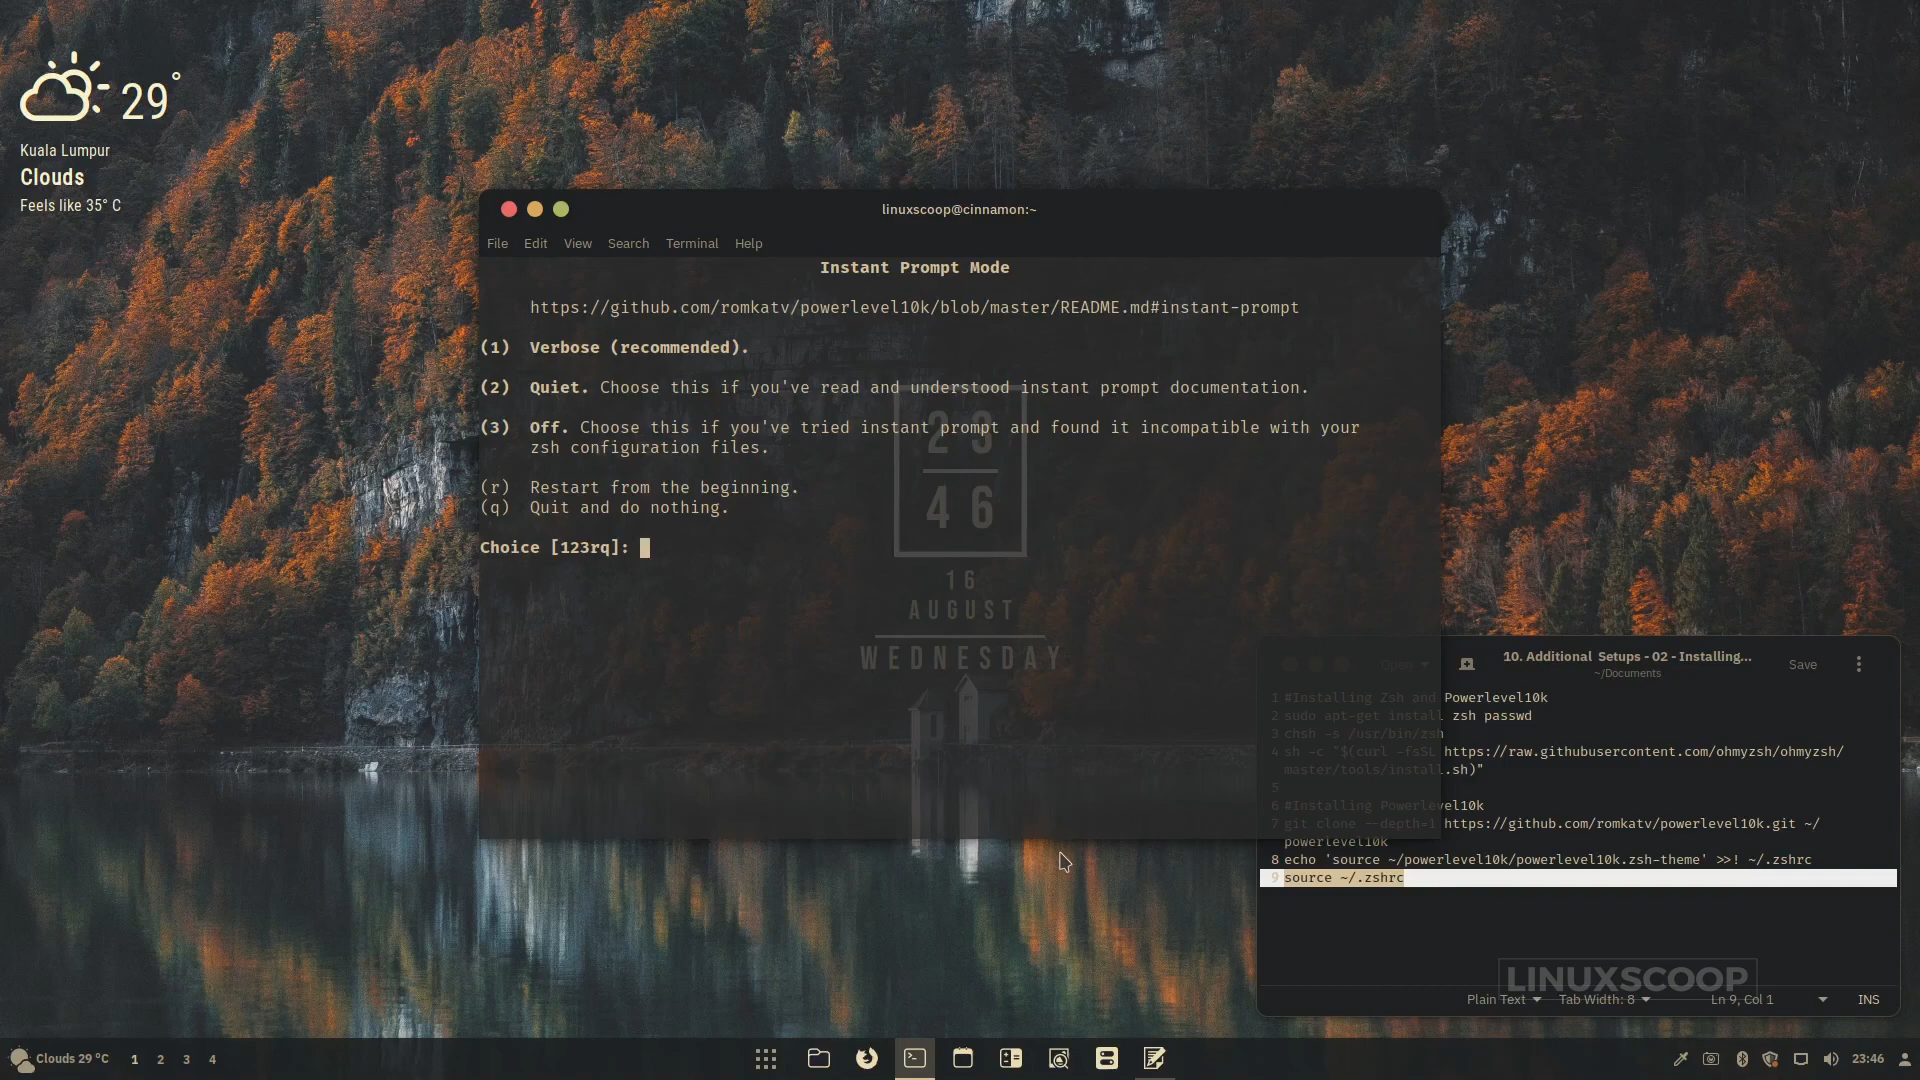 29°
Kuala Lumpur
Clouds
Feels like 35° C
linuxscoop@cinnamon:~
File Edit View Search Terminal Help
Instant Prompt Mode
https://github.com/romkatv/powerlevel10k/blob/master/README.md#instant-prompt
(1) Verbose (recommended).
(2) Quiet. Choose this if you've read and understood instant prompt documentation.
(3) Off. Choose this if you've tried instant prompt and found it incompatible with your
zsh configuration files.
(r) Restart from the beginning.
(q) Quit and do nothing.
Choice [123rq]:
23
46
16
AUGUST
WEDNESDAY
Open
10. Additional Setups - 02 - Installing...
~/Documents
Save
1 #Installing Zsh and Powerlevel10k
2 sudo apt-get install zsh passwd
3 chsh -s /usr/bin/zsh
4 sh -c "$(curl -fsSL https://raw.githubusercontent.com/ohmyzsh/ohmyzsh/
master/tools/install.sh)"
5
6 #Installing Powerlevel10k
7 git clone --depth=1 https://github.com/romkatv/powerlevel10k.git ~/
powerlevel10k
8 echo 'source ~/powerlevel10k/powerlevel10k.zsh-theme' >>! ~/.zshrc
9 source ~/.zshrc
LINUXSCOOP
Plain Text Tab Width: 8 Ln 9, Col 1 INS
Clouds 29 °C 1 2 3 4
23:46